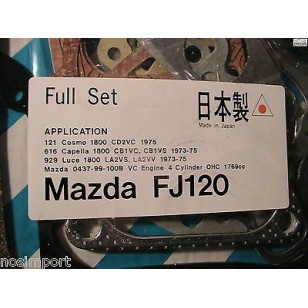 Full Set
日本製
Made in Japan
APPLICATION
121 Cosmo 1800 CD2VC 1975
616 Capella 1800 CB1VC, CB1VS 1973-75
929 Luce 1800 LA2VS, LA2VV 1973-75
Mazda 0437-99-100B VC Engine 4 Cylinder OHC 1769cc
Mazda FJ120
nosimport
nosimport